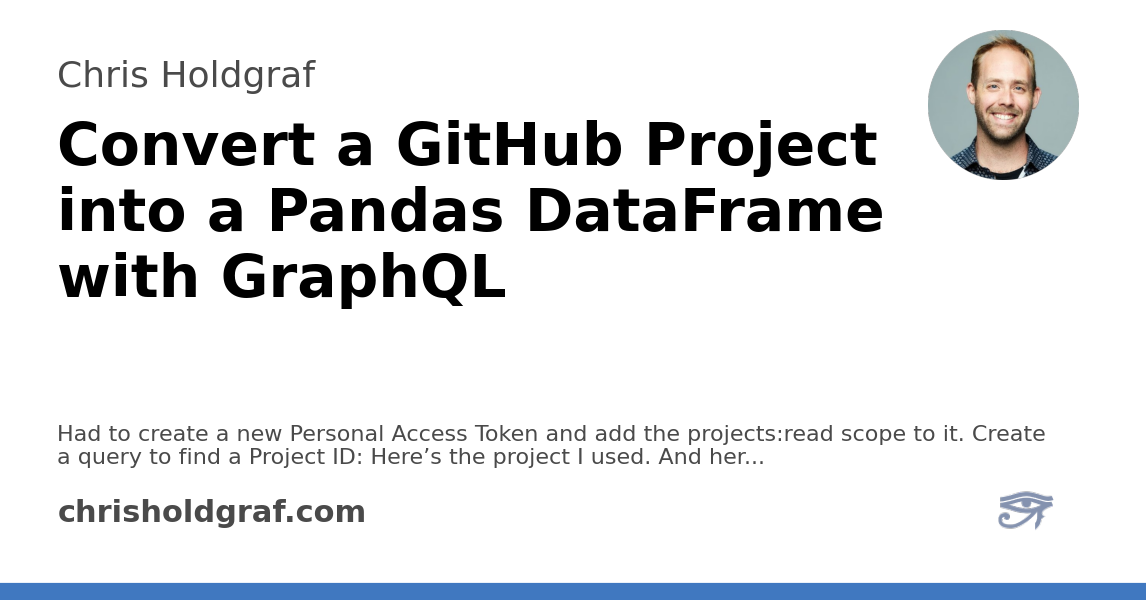 Chris Holdgraf
Convert a GitHub Project
into a Pandas DataFrame
with GraphQL
Had to create a new Personal Access Token and add the projects:read scope to it. Create
a query to find a Project ID: Here’s the project I used. And her...
chrisholdgraf.com